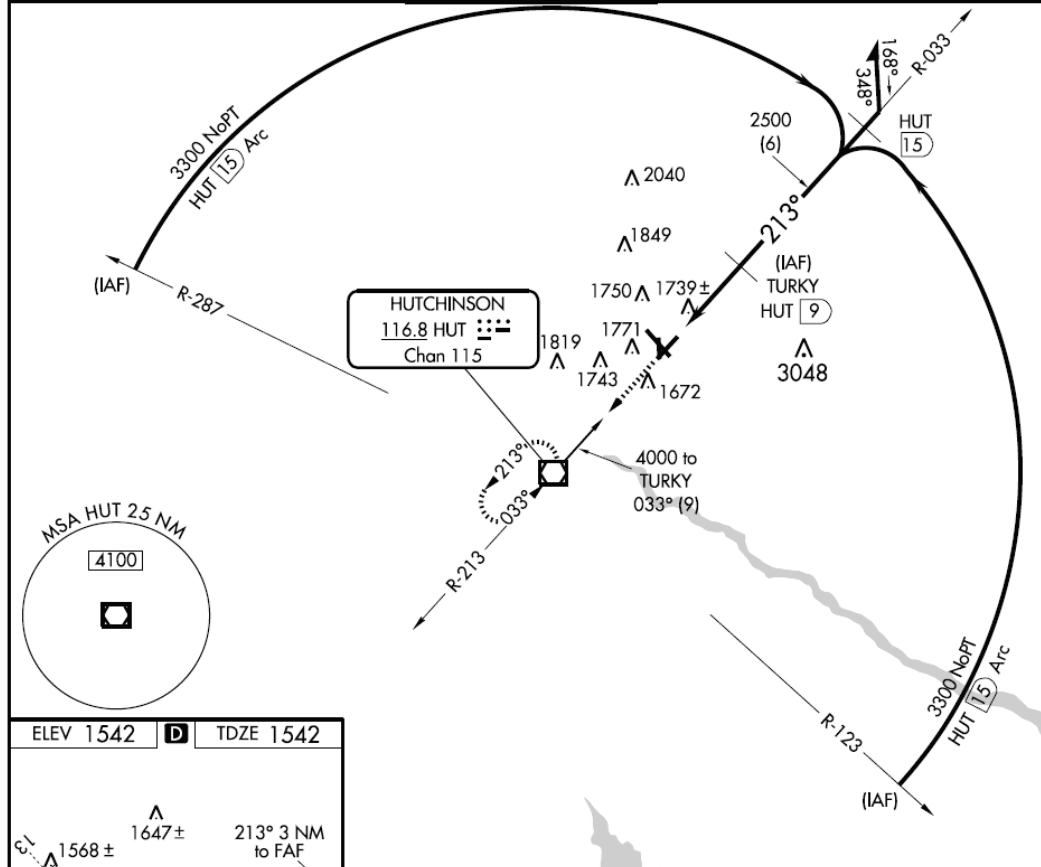 3300 NoPT
HUT 15 Arc
(IAF)
R-287
168°
348°
R-033
HUT
15
2500
(6)
213°
2040
1849
1750
1739±
1771
1819
1743
1672
(IAF)
TURKY
HUT 9
3048
HUTCHINSON
116.8 HUT
Chan 115
213°
033°
R-213
4000 to
TURKY
033° (9)
MSA HUT 25 NM
4100
3300 NoPT
HUT 15 Arc
R-123
(IAF)
ELEV 1542 D TDZE 1542
1647±
13
1568±
213° 3 NM
to FAF